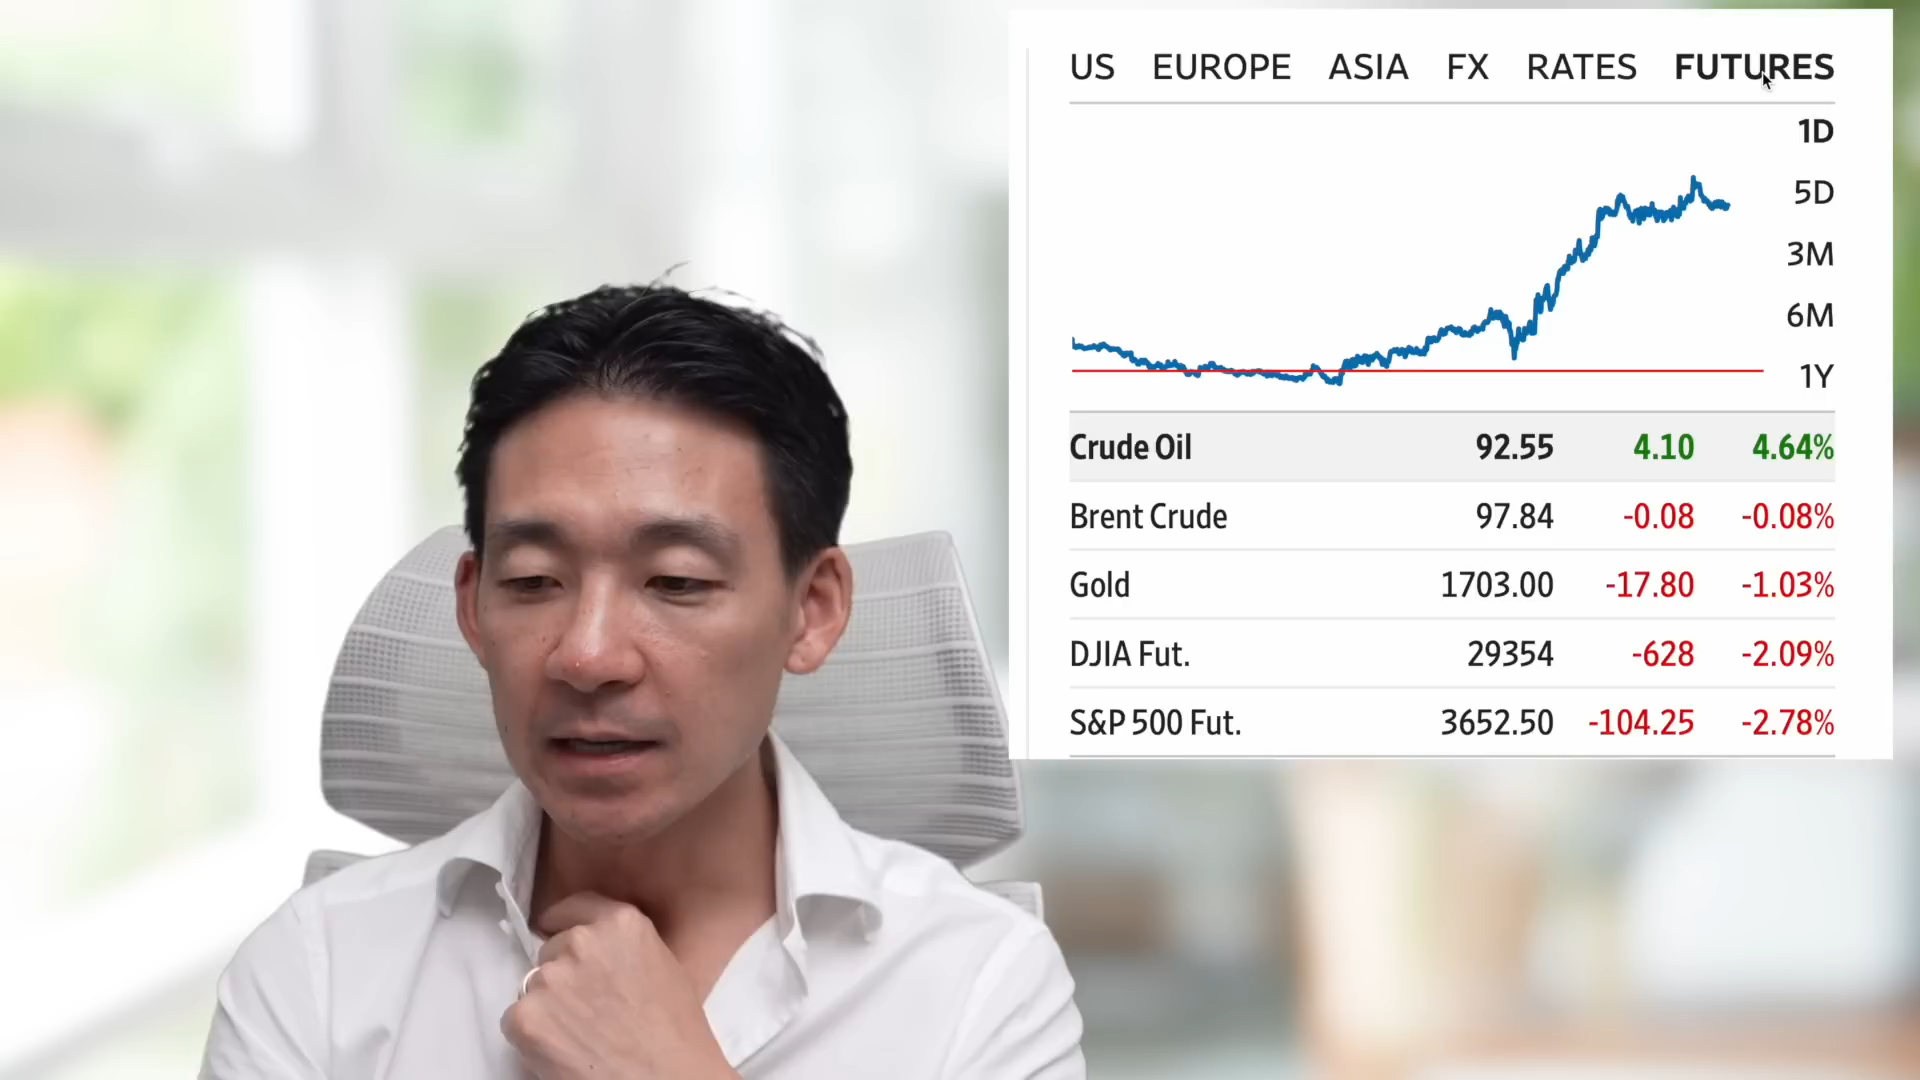 US EUROPE ASIA FX RATES FUTURES
1D
5D
3M
6M
1Y
Crude Oil 92.55 4.10 4.64%
Brent Crude 97.84 -0.08 -0.08%
Gold 1703.00 -17.80 -1.03%
DJIA Fut. 29354 -628 -2.09%
S&P 500 Fut. 3652.50 -104.25 -2.78%